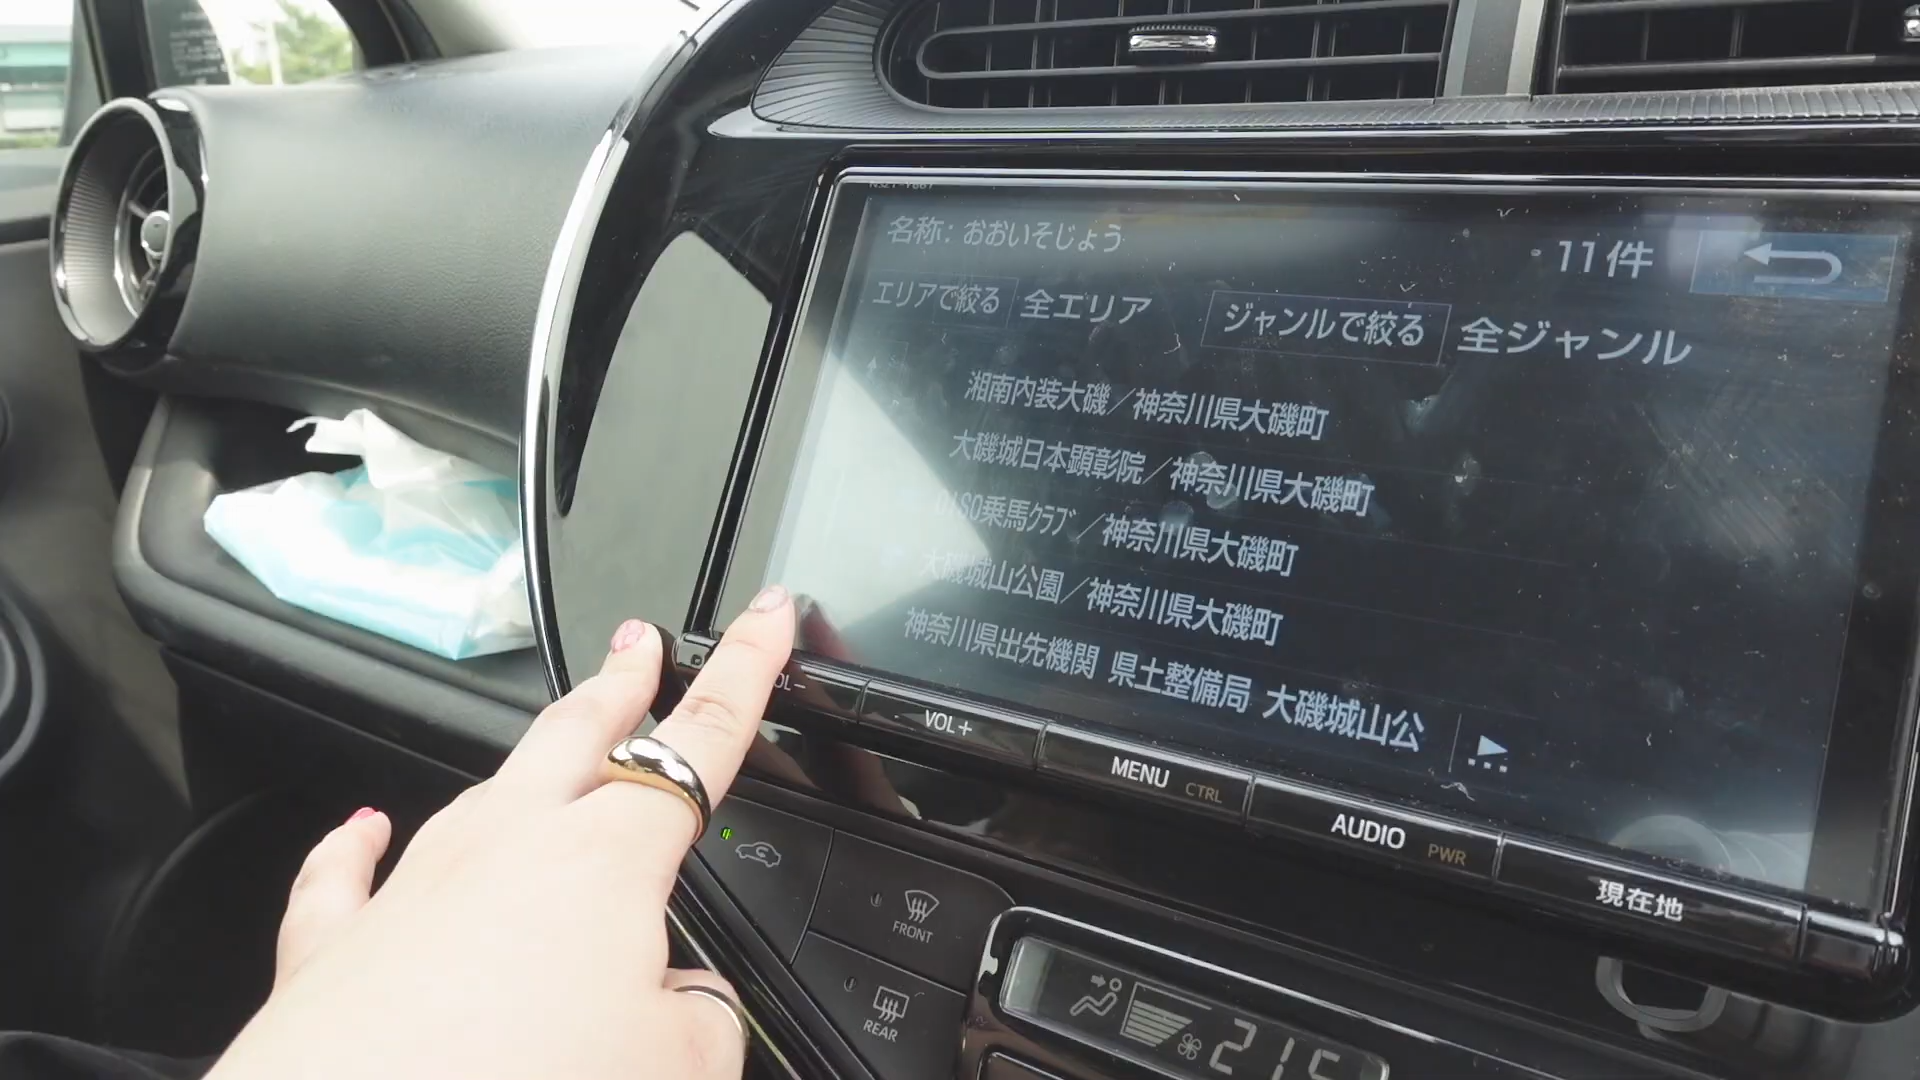 名称: おおいそじょう
11件
エリアで絞る 全エリア ジャンルで絞る 全ジャンル
湘南内装大磯／神奈川県大磯町
大磯城日本顕彰院／神奈川県大磯町
OISO乗馬ｸﾗﾌﾞ／神奈川県大磯町
大磯城山公園／神奈川県大磯町
神奈川県出先機関 県土整備局 大磯城山公
VOL+
MENU CTRL
AUDIO PWR
現在地
FRONT
REAR